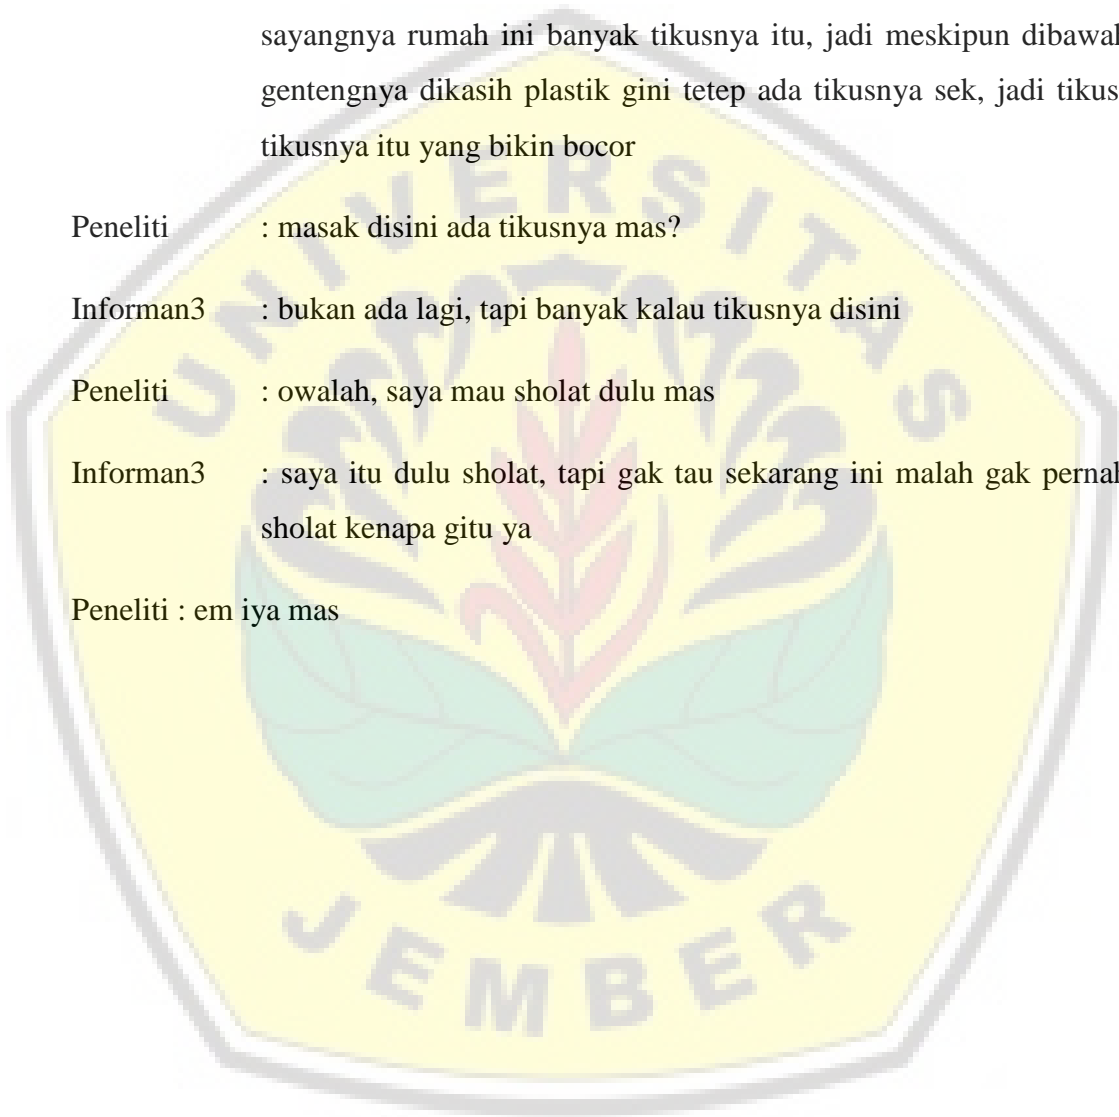 sayangnya rumah ini banyak tikusnya itu, jadi meskipun dibawah
gentengnya dikasih plastik gini tetep ada tikusnya sek, jadi tikus
tikusnya itu yang bikin bocor
Peneliti : masak disini ada tikusnya mas?
Informan3 : bukan ada lagi, tapi banyak kalau tikusnya disini
Peneliti : owalah, saya mau sholat dulu mas
Informan3 : saya itu dulu sholat, tapi gak tau sekarang ini malah gak pernah
sholat kenapa gitu ya
Peneliti : em iya mas
UNIVERSITAS
JEMBER